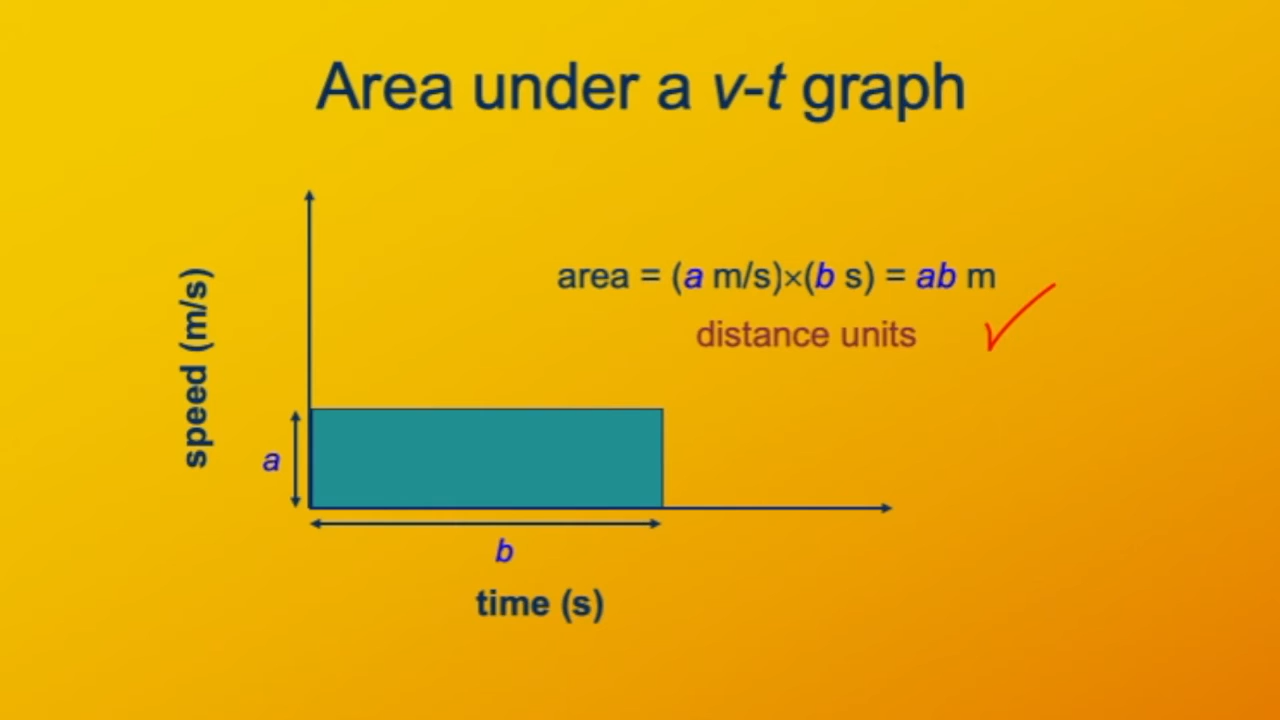 Area under a v-t graph
speed (m/s)
area = (a m/s)×(b s) = ab m
distance units
a
b
time (s)